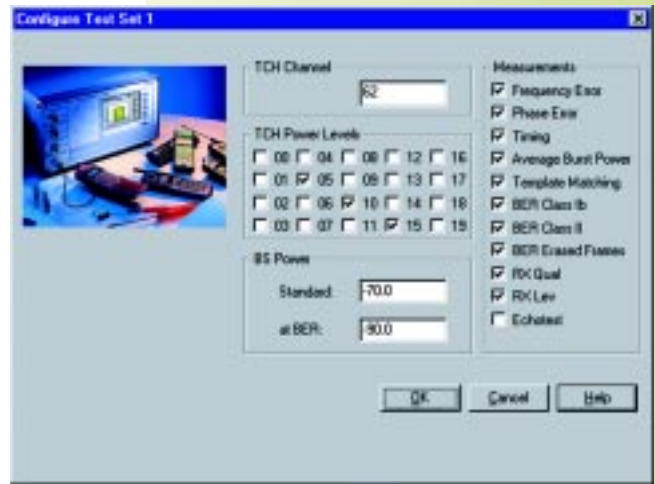 Configure Test Set 1
TCH Channel
62
TCH Power Levels
00 04 08 12 16
01 05 09 13 17
02 06 10 14 18
03 07 11 15 19
BS Power
Standard: -70.0
at BER: -90.0
Measurements
Frequency Error
Phase Error
Timing
Average Burst Power
Template Matching
BER Class Ib
BER Class II
BER Erased Frames
RX Qual
RX Lev
Echotest
OK Cancel Help